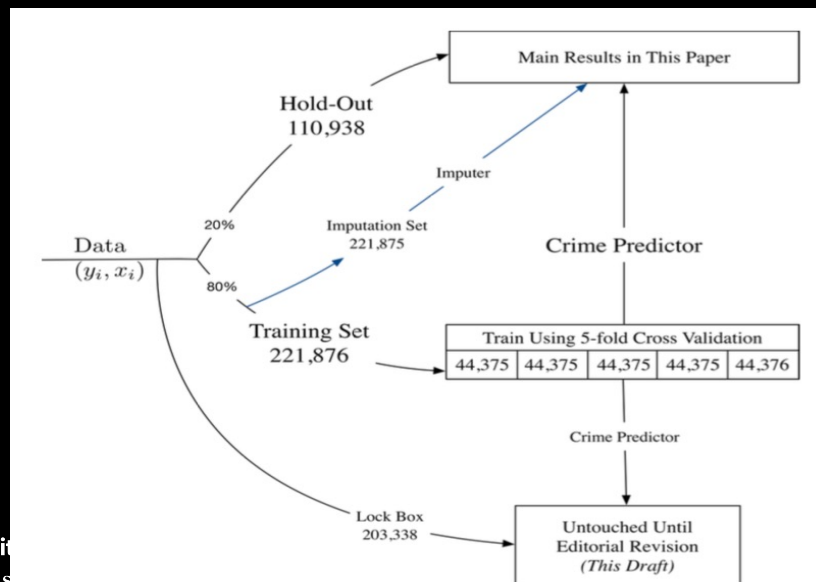 Main Results in This Paper
Hold-Out
110,938
Imputer
20%
Imputation Set
221,875
Data
(yᵢ, xᵢ)
Crime Predictor
80%
Training Set
221,876
Train Using 5-fold Cross Validation
44,375 44,375 44,375 44,375 44,376
Crime Predictor
Lock Box
203,338
Untouched Until
Editorial Revision
(This Draft)